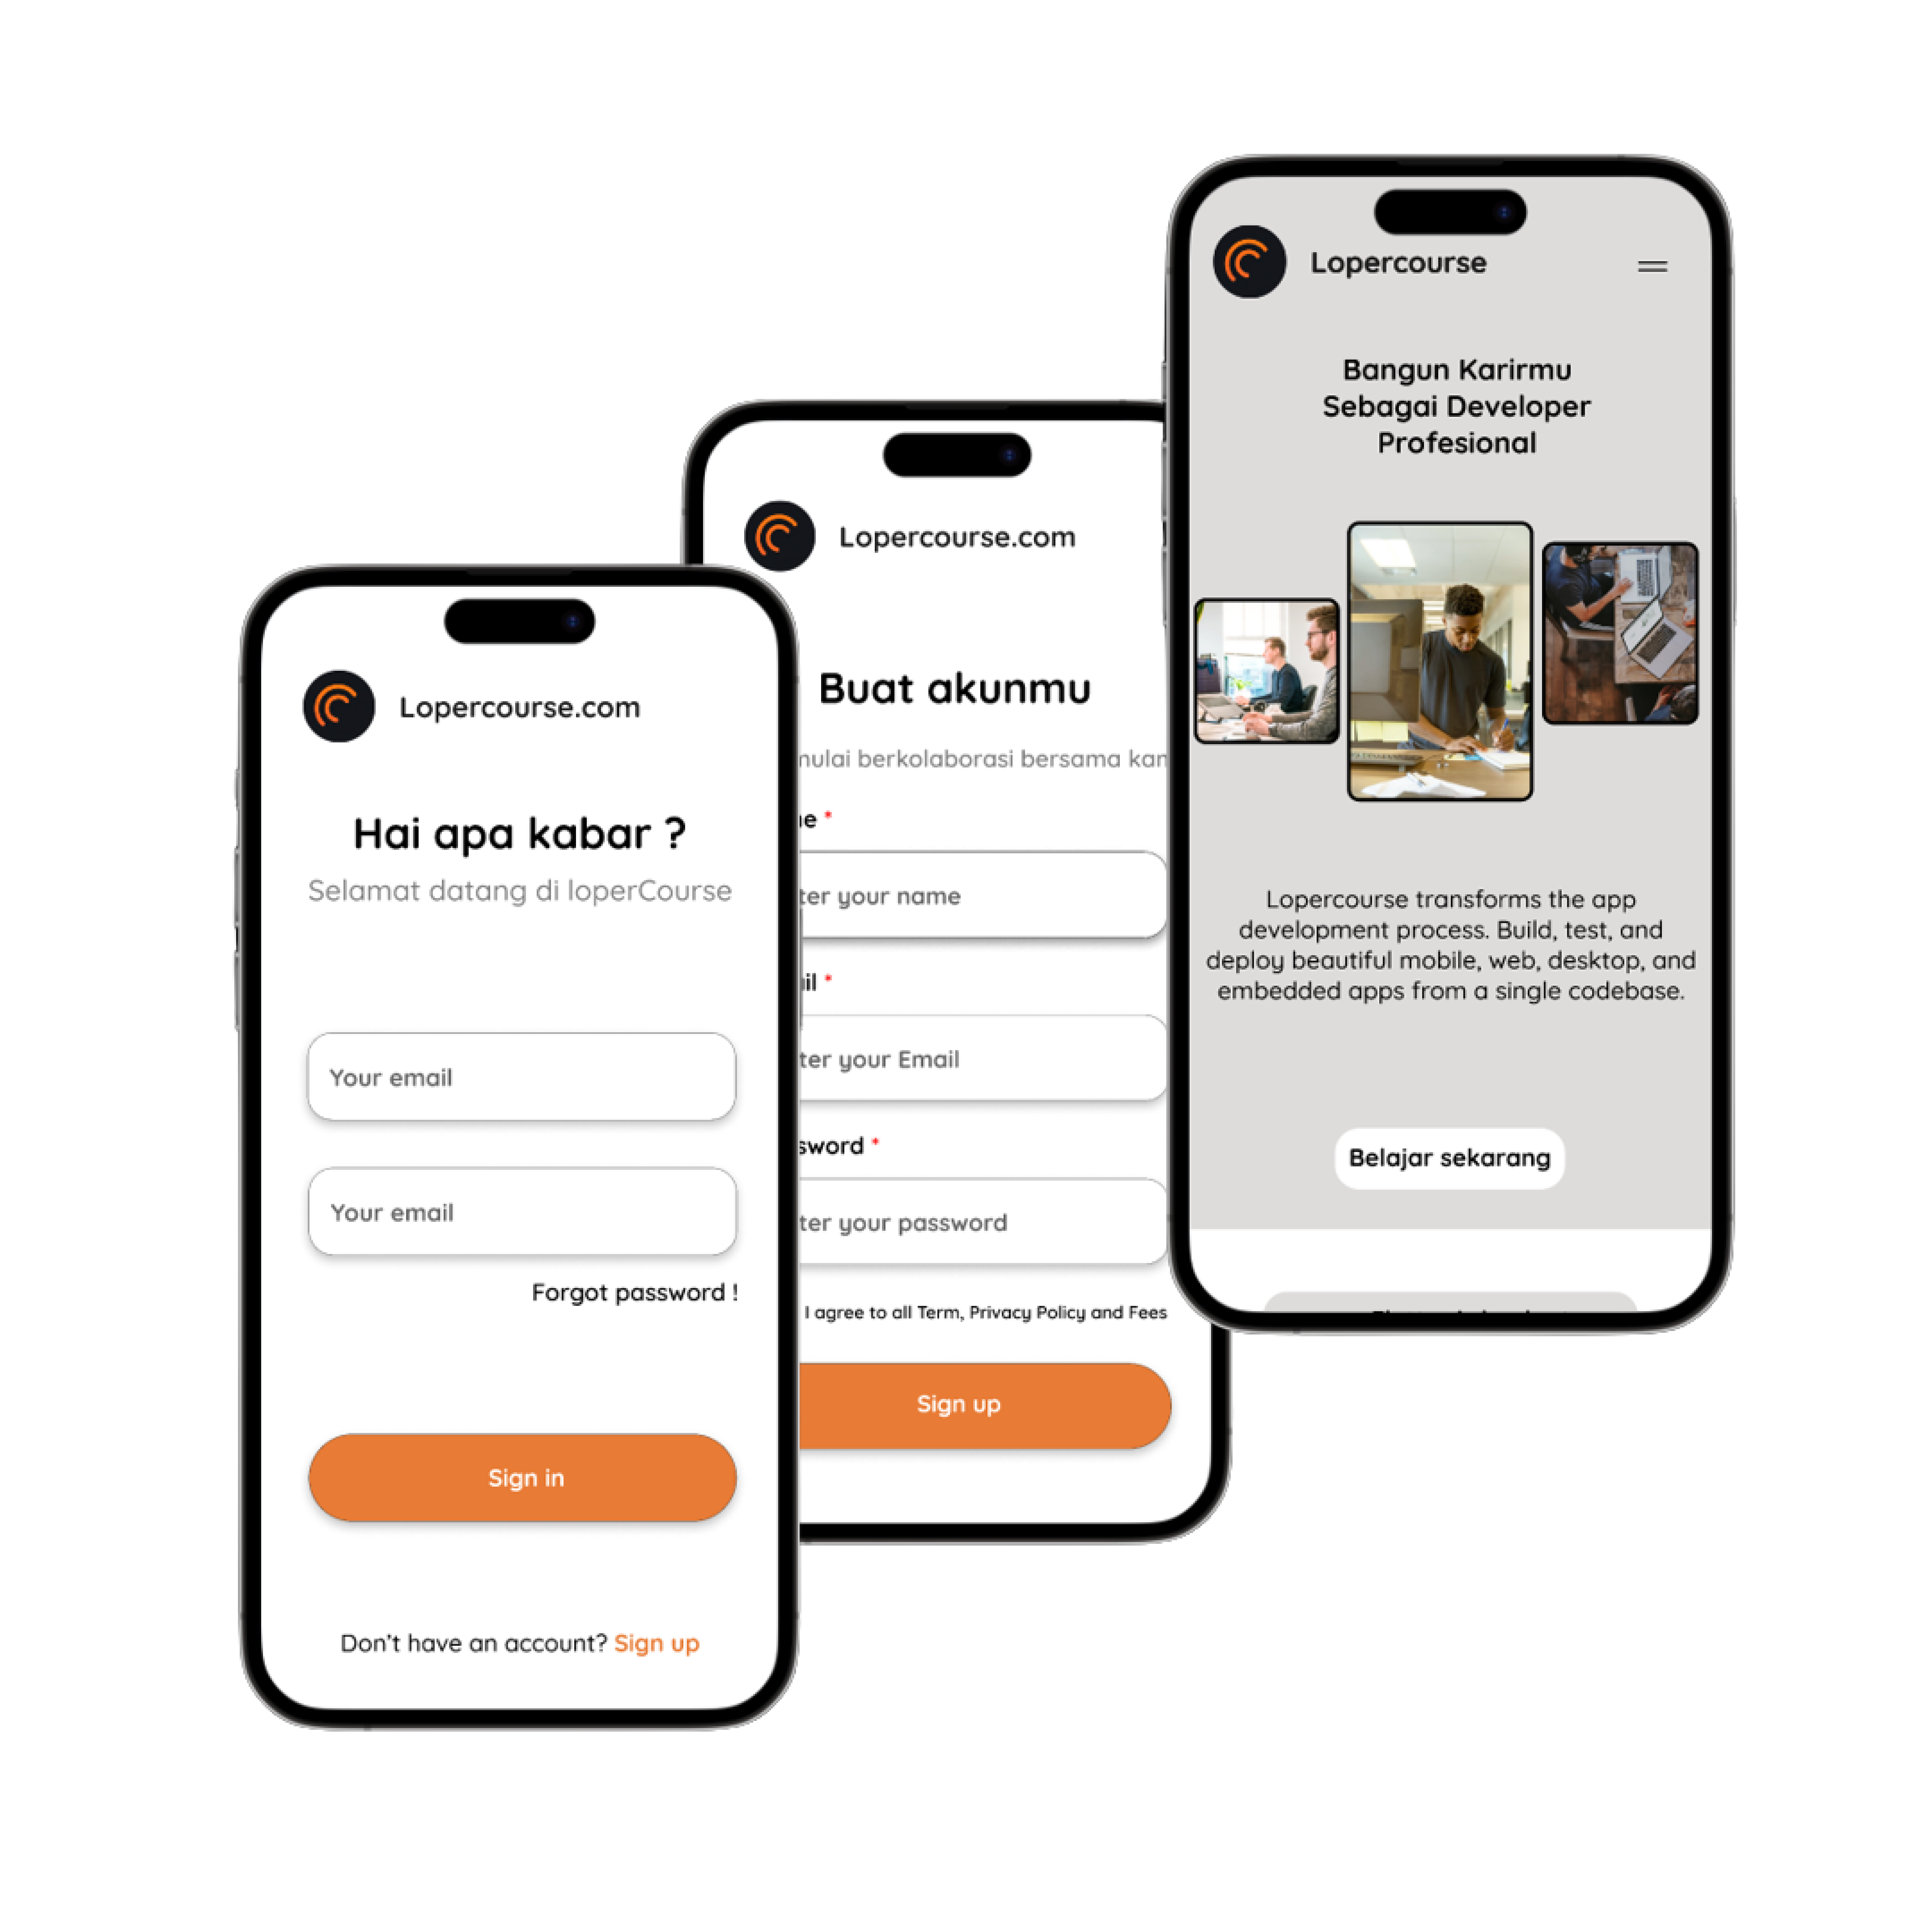 Lopercourse.com
Hai apa kabar ?
Selamat datang di loperCourse
Your email
Your email
Forgot password !
Sign in
Don't have an account? Sign up
Lopercourse.com
Buat akunmu
berkolaborasi bersama
*
ter your name
*
ter your Email
sword *
ter your password
I agree to all Term, Privacy Policy and Fees
Sign up
Lopercourse
Bangun Karirmu
Sebagai Developer
Profesional
Lopercourse transforms the app
development process. Build, test, and
deploy beautiful mobile, web, desktop, and
embedded apps from a single codebase.
Belajar sekarang